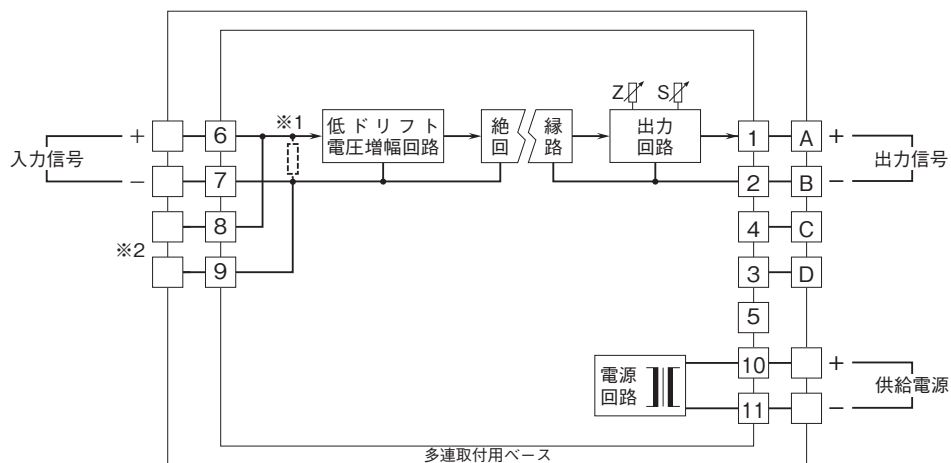 Z S
※1
低ドリフト
電圧増幅回路
絶
回
縁
路
出力
回路
+
6
1
A
+
入力信号
出力信号
−
7
2
B
−
8
4
C
※2
9
3
D
5
電源
回路
10
+
供給電源
11
−
多連取付用ベース